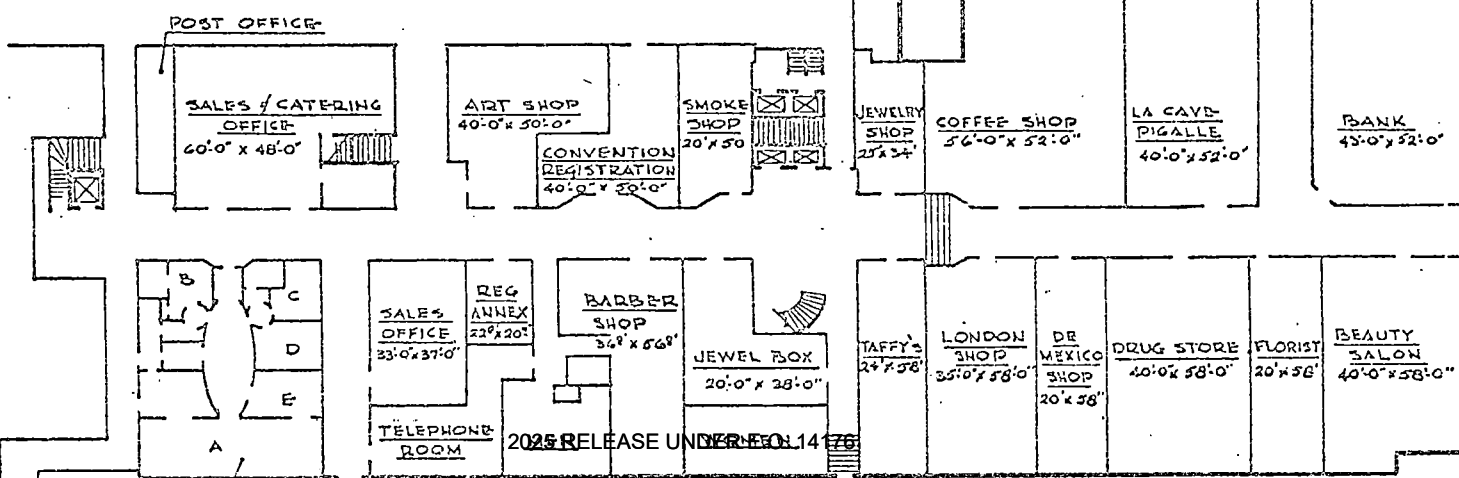 POST OFFICE
SALES & CATERING
OFFICE
60'-0" x 48'-0"
ART SHOP
40'-0" x 50'-0"
CONVENTION
REGISTRATION
40'-0" x 50'-0"
SMOKE
SHOP
20' x 50
JEWELRY
SHOP
25' x 34'
COFFEE SHOP
56'-0" x 52'-0"
LA CAVE
PIGALLE
40'-0" x 52'-0"
BANK
45'-0" x 52'-0"
B
C
D
E
A
SALES
OFFICE
33'-0" x 37'-0"
REG
ANNEX
TELEPHONE
ROOM
BARBER
SHOP
JEWEL BOX
20'-0" x 28'-0"
TAFFY'S
24' x 58'
LONDON
SHOP
35'-0" x 58'-0"
DE
MEXICO
SHOP
20' x 58'
DRUG STORE
40'-0" x 58'-0"
FLORIST
20' x 58'
BEAUTY
SALON
40'-0" x 58'-0"
2025 RELEASE UNDER E.O. 14176